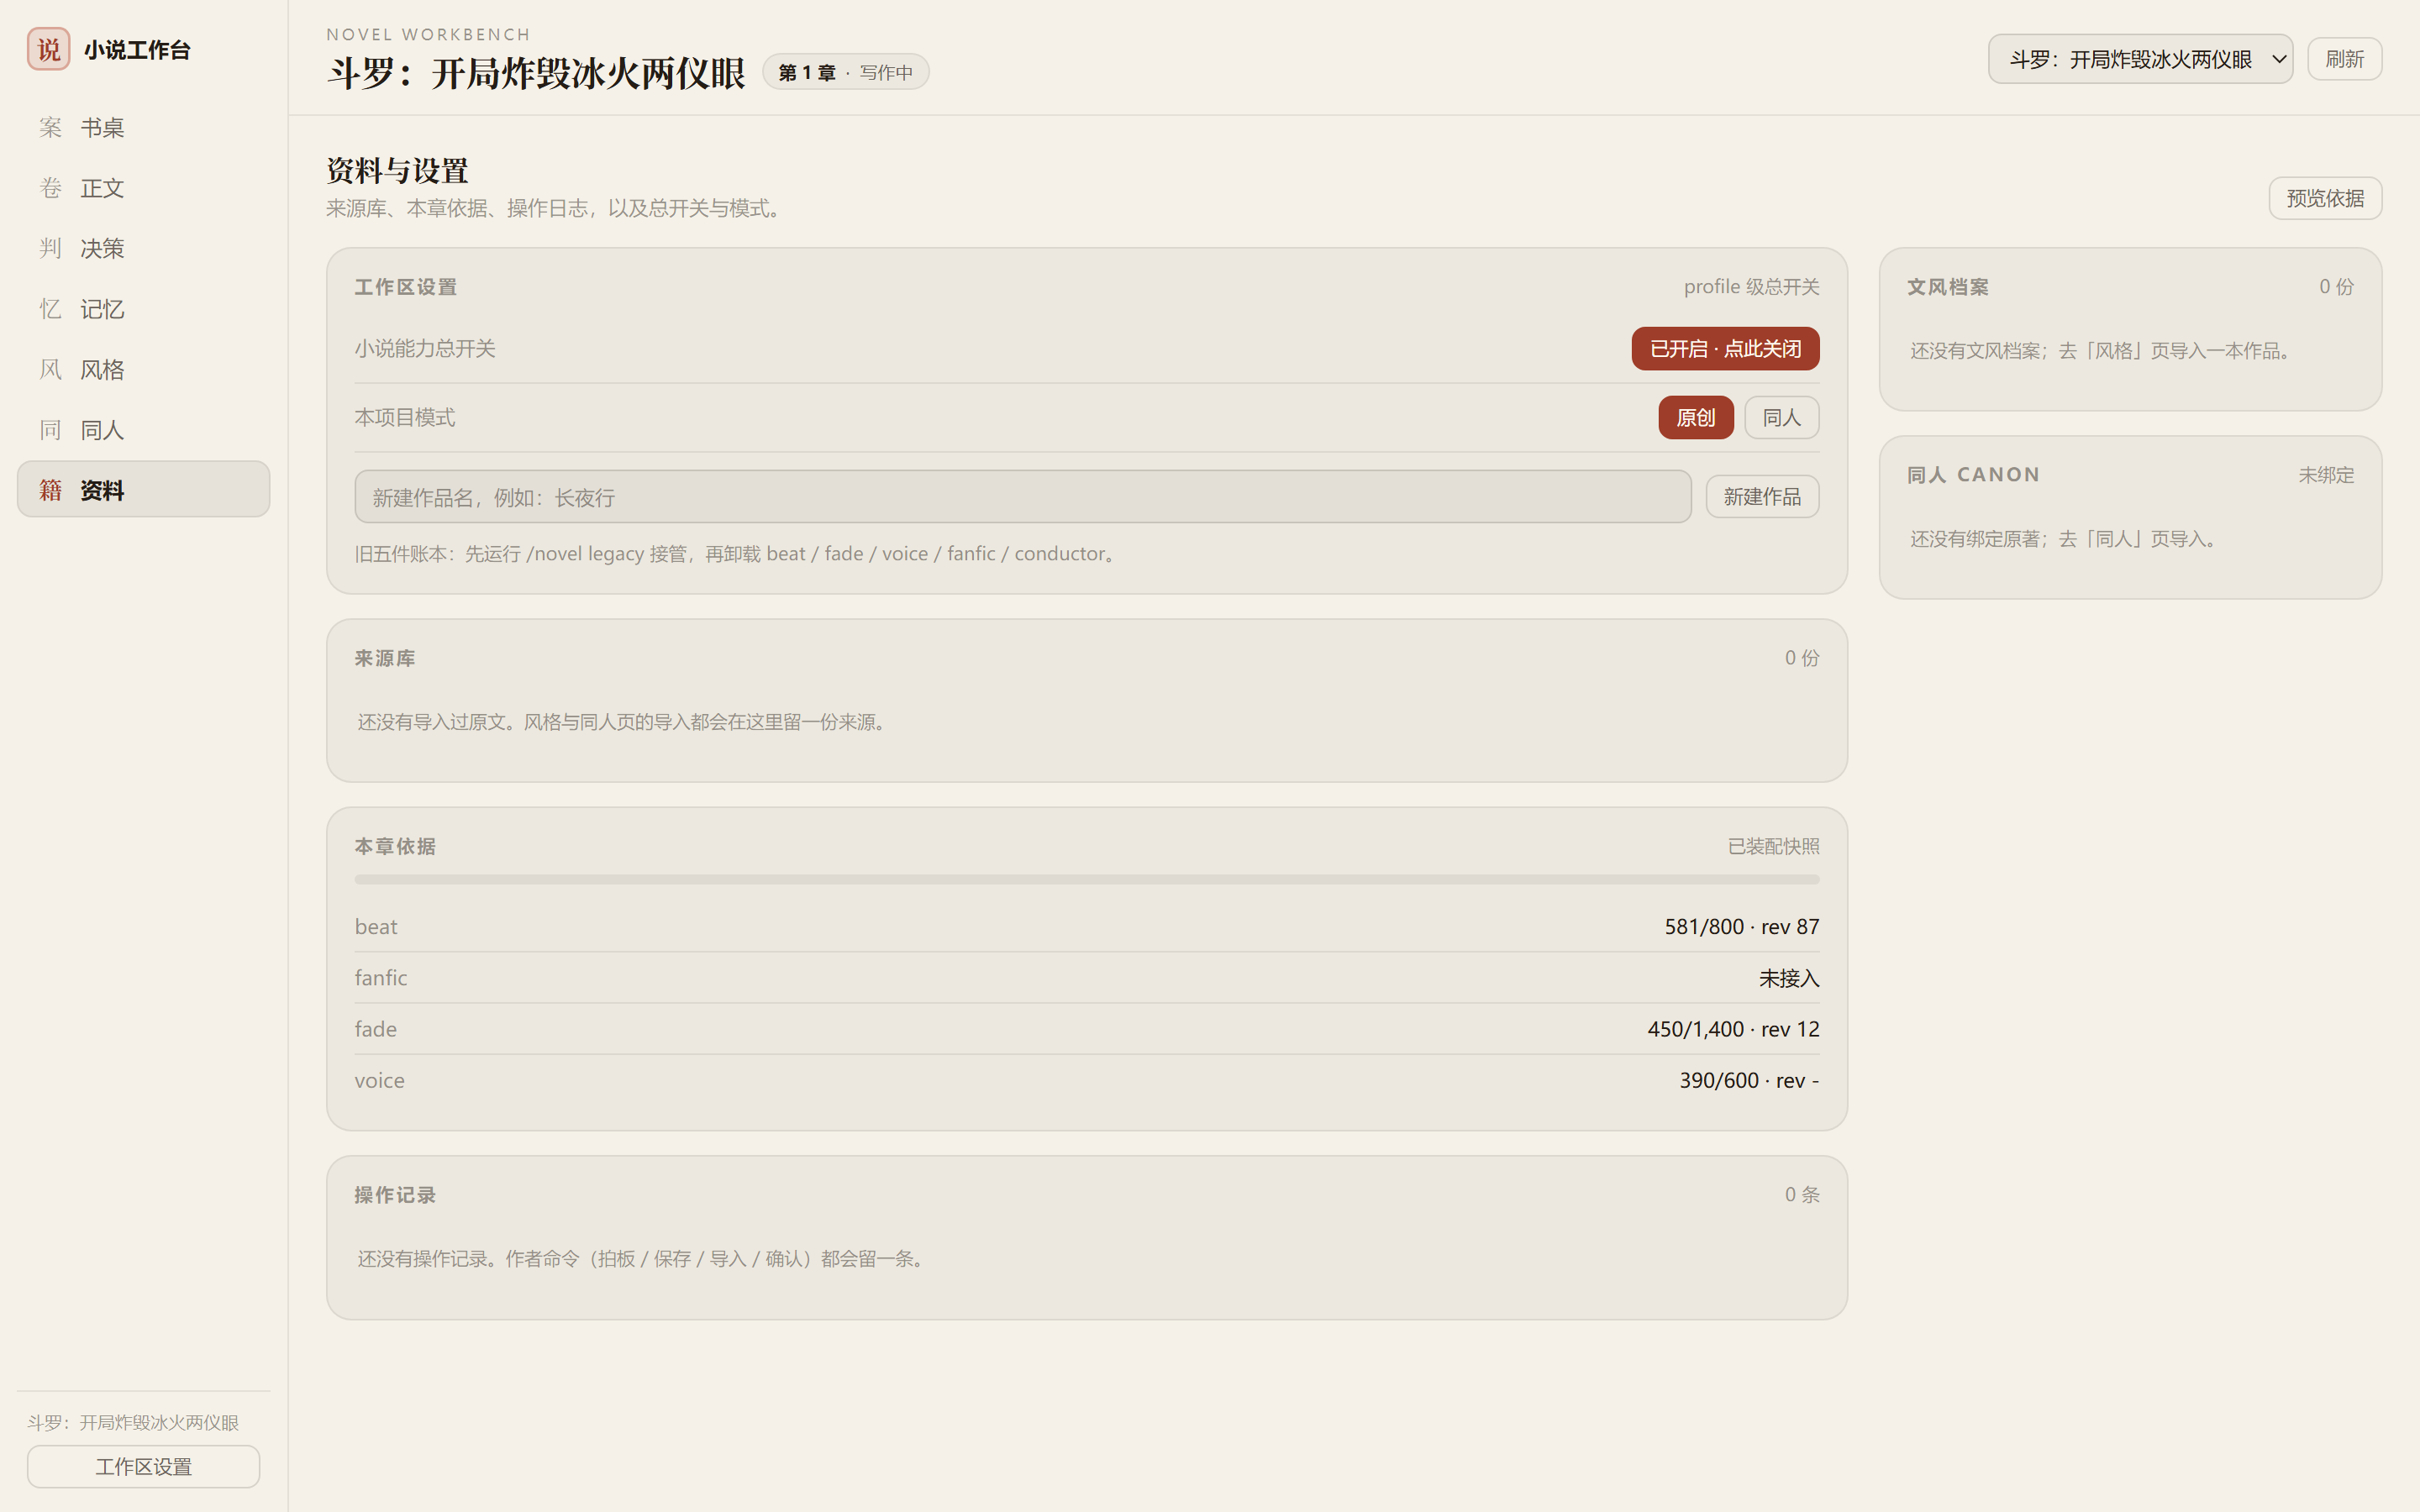 说 小说工作台
案 书桌
卷 正文
判 决策
忆 记忆
风 风格
同 同人
籍 资料
斗罗：开局炸毁冰火两仪眼
工作区设置
NOVEL WORKBENCH
斗罗：开局炸毁冰火两仪眼 第 1 章 · 写作中
斗罗：开局炸毁冰火两仪眼 刷新
资料与设置
来源库、本章依据、操作日志，以及总开关与模式。
预览依据
工作区设置 profile 级总开关
小说能力总开关 已开启 · 点此关闭
本项目模式 原创 同人
新建作品名，例如：长夜行 新建作品
旧五件账本：先运行 /novel legacy 接管，再卸载 beat / fade / voice / fanfic / conductor。
来源库 0 份
还没有导入过原文。风格与同人页的导入都会在这里留一份来源。
本章依据 已装配快照
beat 581/800 · rev 87
fanfic 未接入
fade 450/1,400 · rev 12
voice 390/600 · rev -
操作记录 0 条
还没有操作记录。作者命令（拍板 / 保存 / 导入 / 确认）都会留一条。
文风档案 0 份
还没有文风档案；去「风格」页导入一本作品。
同人 CANON 未绑定
还没有绑定原著；去「同人」页导入。